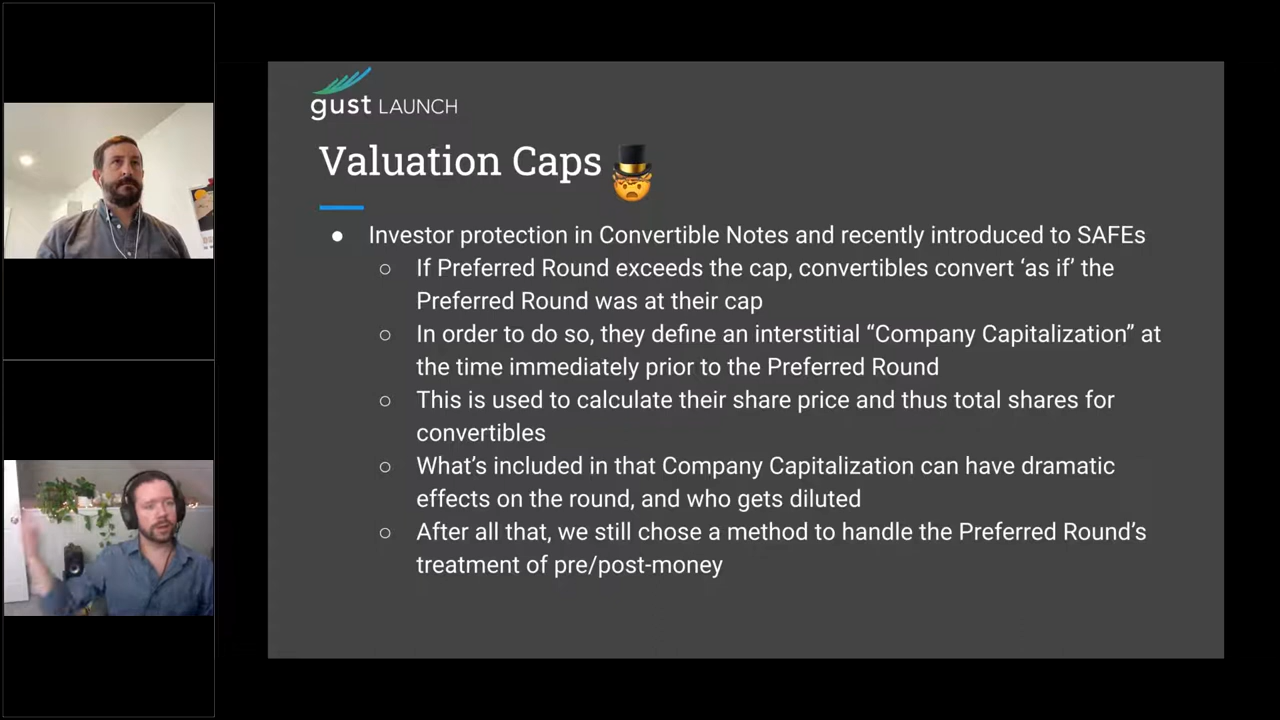 gust LAUNCH
Valuation Caps
● Investor protection in Convertible Notes and recently introduced to SAFEs
○ If Preferred Round exceeds the cap, convertibles convert ‘as if’ the
Preferred Round was at their cap
○ In order to do so, they define an interstitial “Company Capitalization” at
the time immediately prior to the Preferred Round
○ This is used to calculate their share price and thus total shares for
convertibles
○ What’s included in that Company Capitalization can have dramatic
effects on the round, and who gets diluted
○ After all that, we still chose a method to handle the Preferred Round’s
treatment of pre/post-money